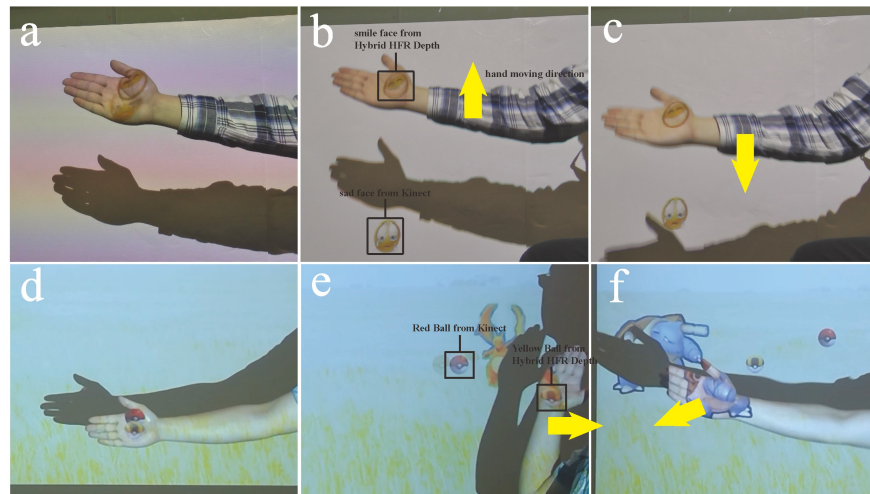 a
b
smile face from
Hybrid HFR Depth
hand moving direction
sad face from Kinect
c
d
e
Red Ball from Kinect
Yellow Ball from
Hybrid HFR Depth
f